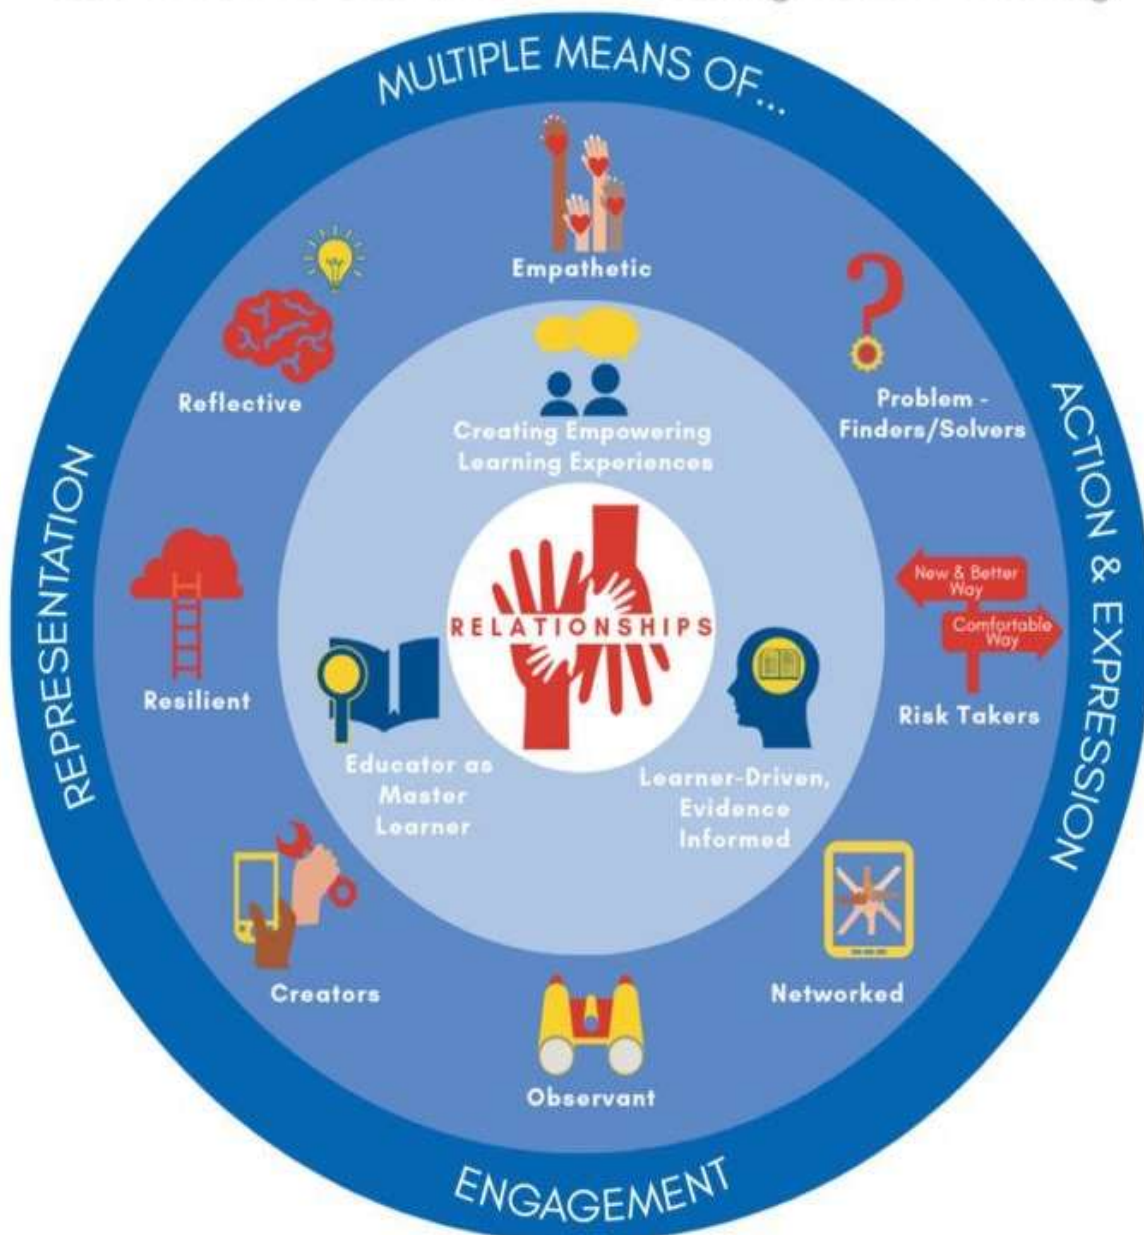 MULTIPLE MEANS OF...
Empathetic
Reflective
Problem -
Finders/Solvers
Creating Empowering
Learning Experiences
REPRESENTATION
ACTION & EXPRESSION
New & Better
Way
Comfortable
Way
RELATIONSHIPS
Resilient
Risk Takers
Educator as
Master
Learner
Learner-Driven,
Evidence
Informed
Creators
Networked
Observant
ENGAGEMENT